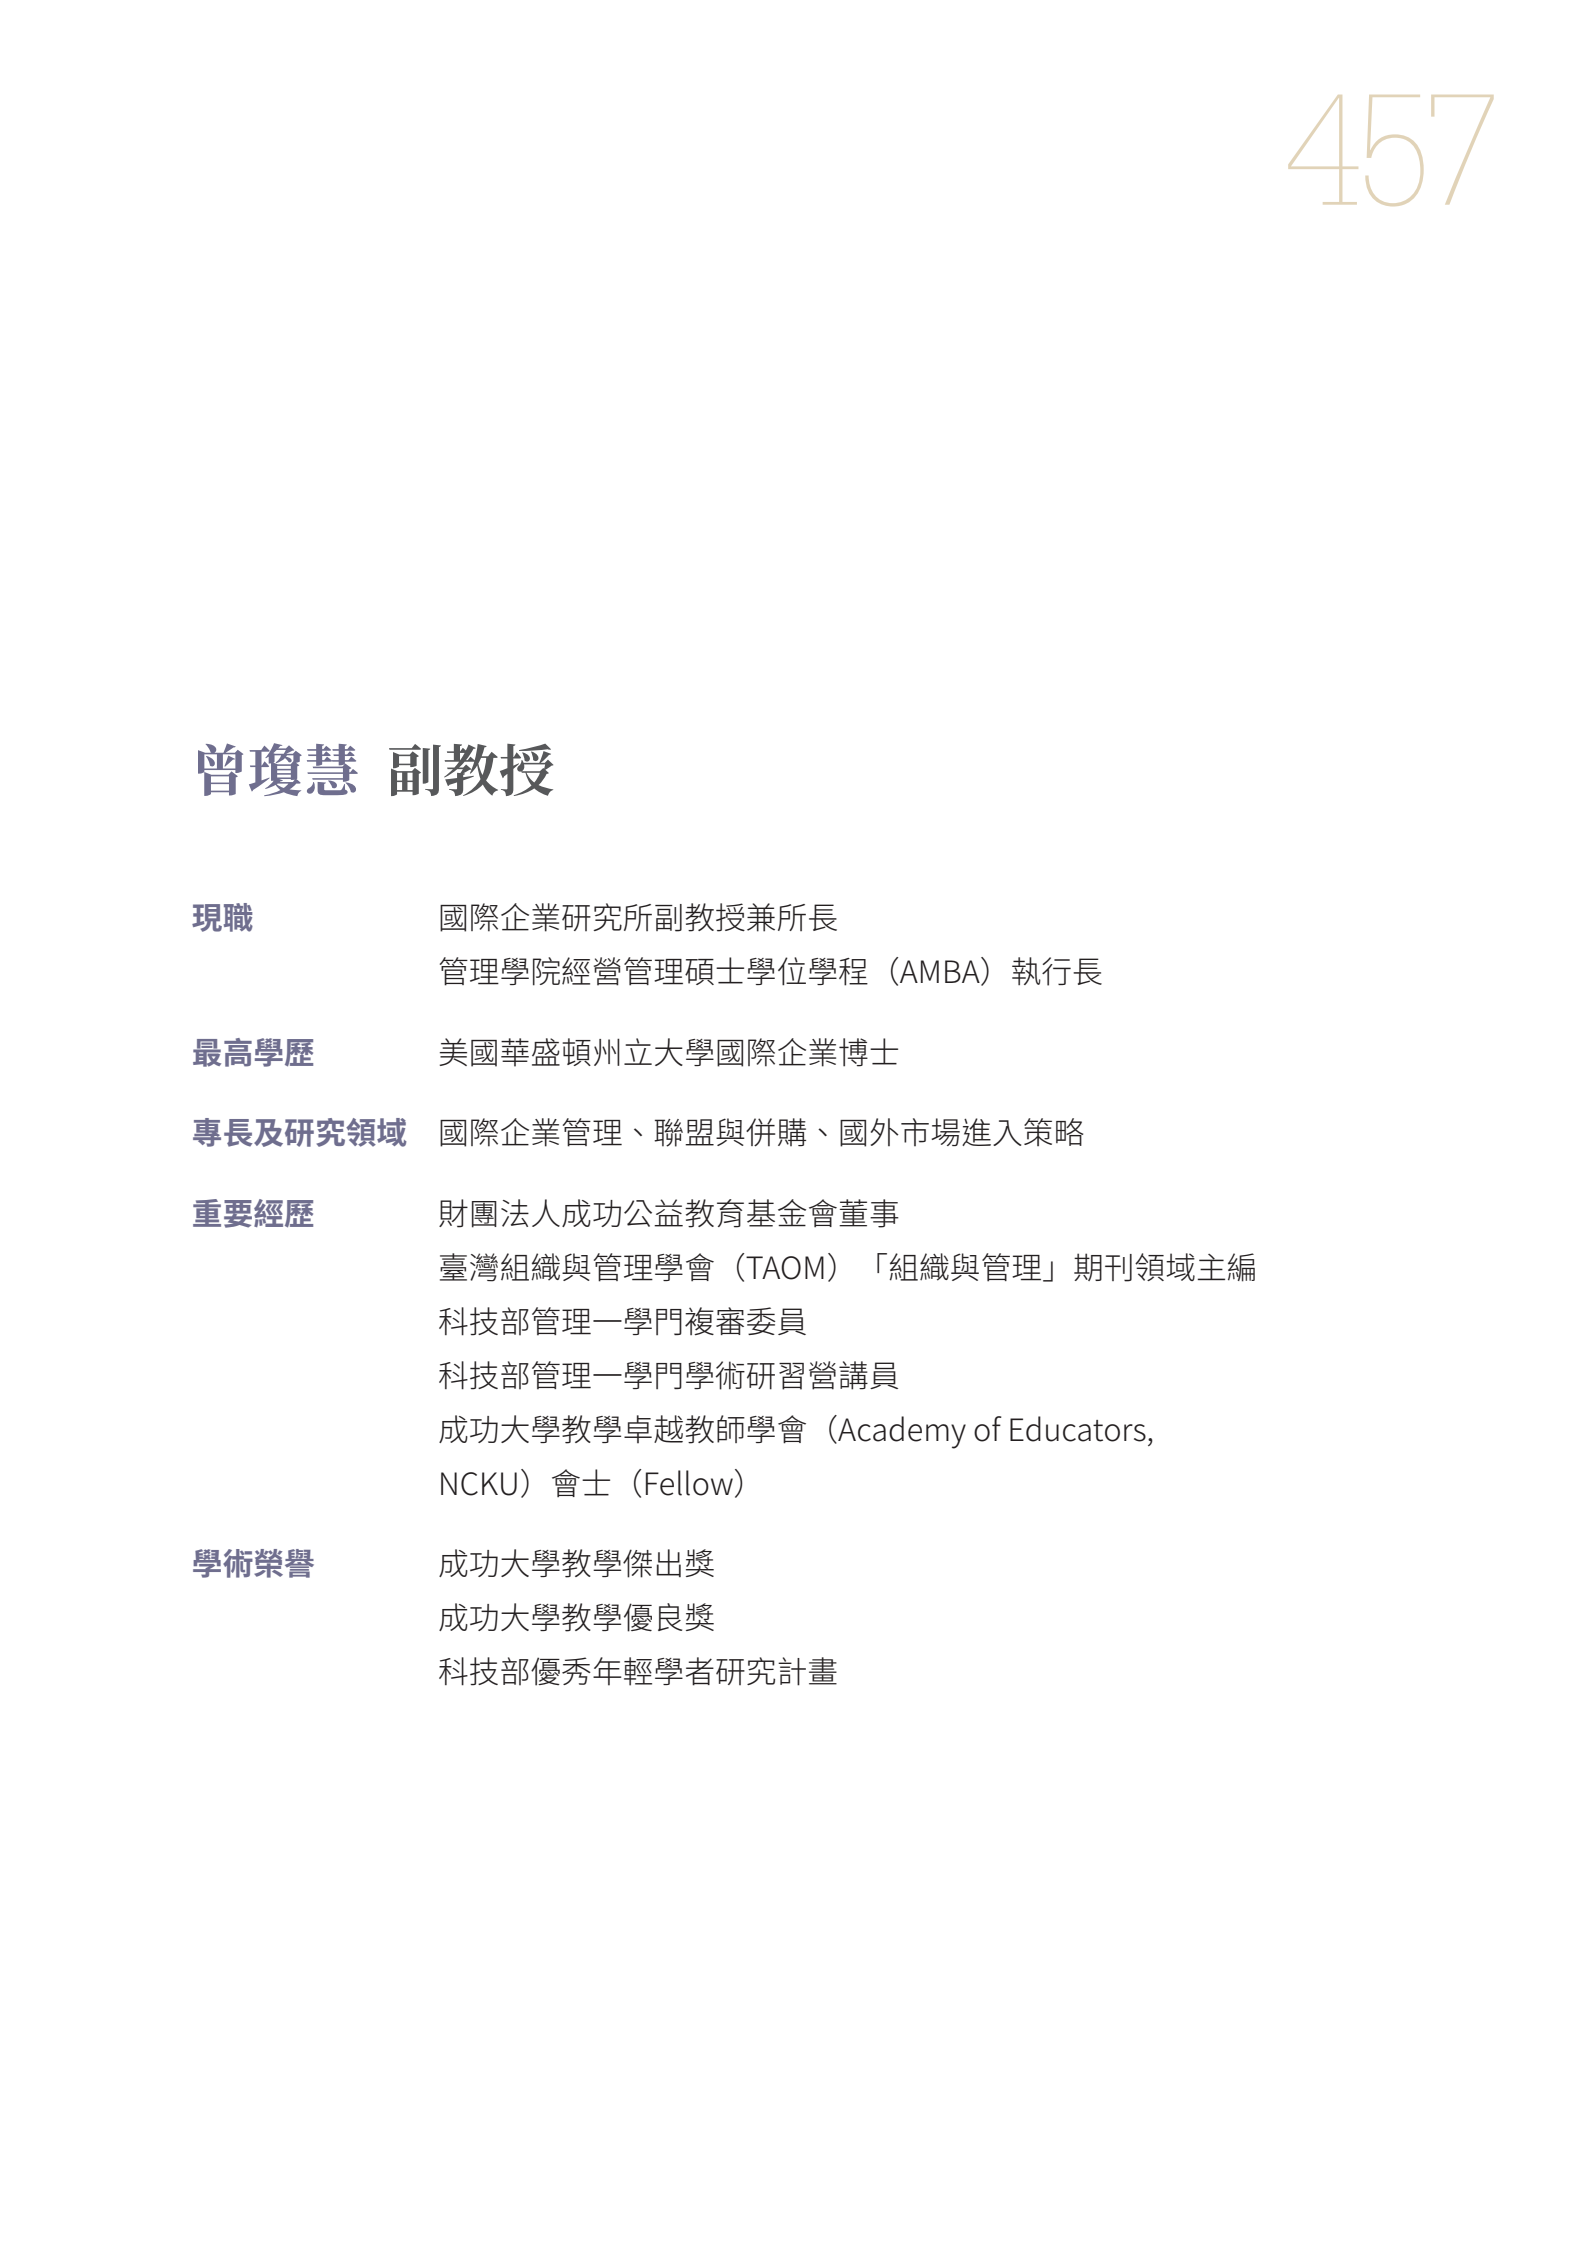 457
曾瓊慧 副教授
現職 國際企業研究所副教授兼所長
管理學院經營管理碩士學位學程（AMBA）執行長
最高學歷 美國華盛頓州立大學國際企業博士
專長及研究領域 國際企業管理、聯盟與併購、國外市場進入策略
重要經歷 財團法人成功公益教育基金會董事
臺灣組織與管理學會（TAOM）「組織與管理」期刊領域主編
科技部管理一學門複審委員
科技部管理一學門學術研習營講員
成功大學教學卓越教師學會（Academy of Educators,
NCKU）會士（Fellow）
學術榮譽 成功大學教學傑出獎
成功大學教學優良獎
科技部優秀年輕學者研究計畫